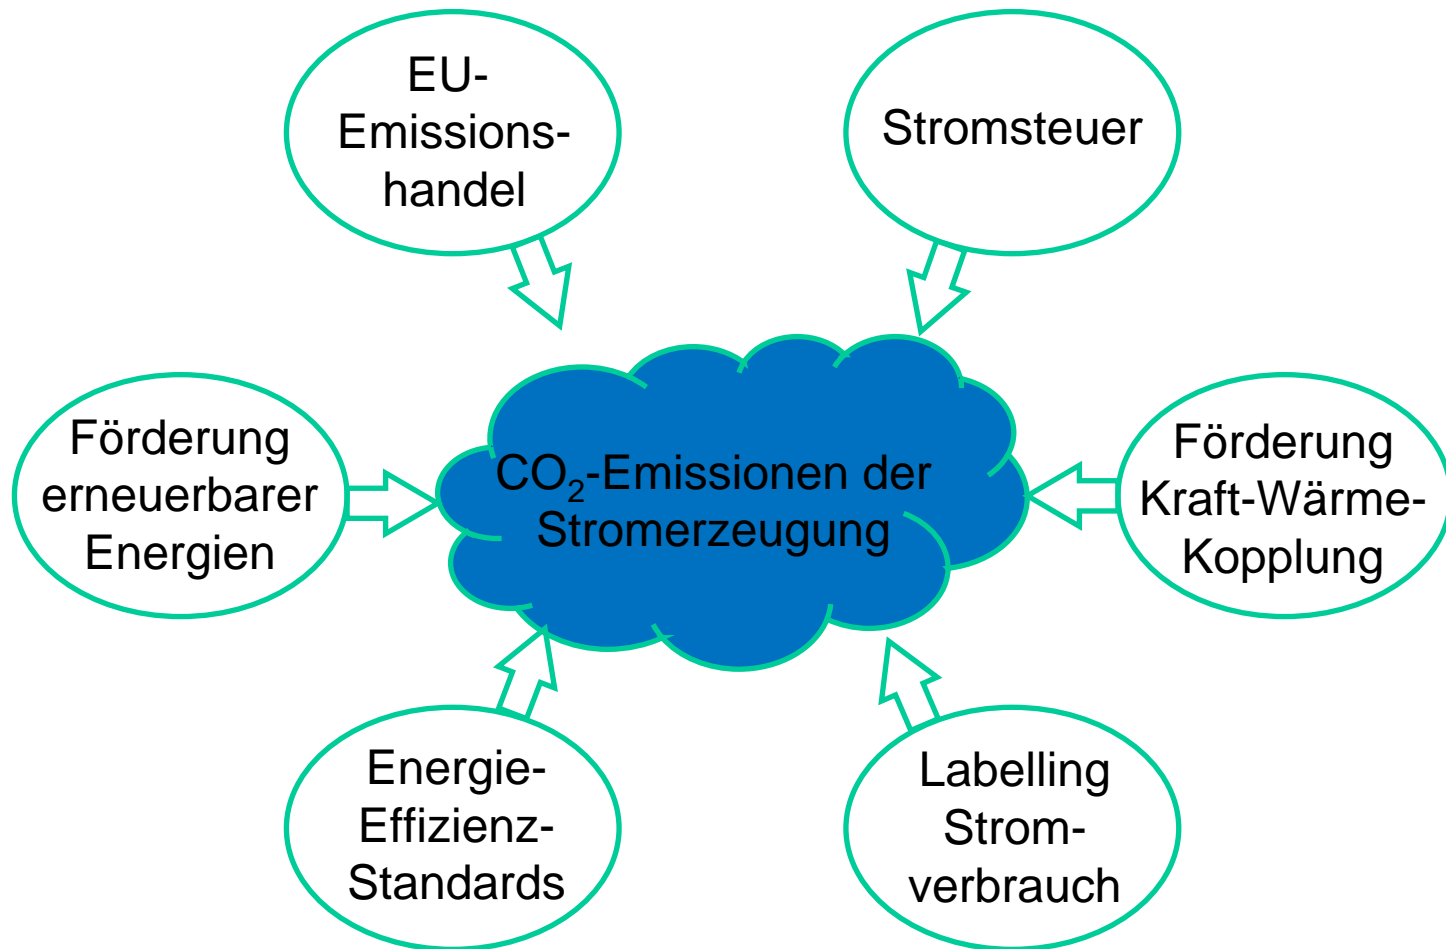 EU-
Emissions-
handel
Stromsteuer
Förderung
erneuerbarer
Energien
CO₂-Emissionen der
Stromerzeugung
Förderung
Kraft-Wärme-
Kopplung
Energie-
Effizienz-
Standards
Labelling
Strom-
verbrauch